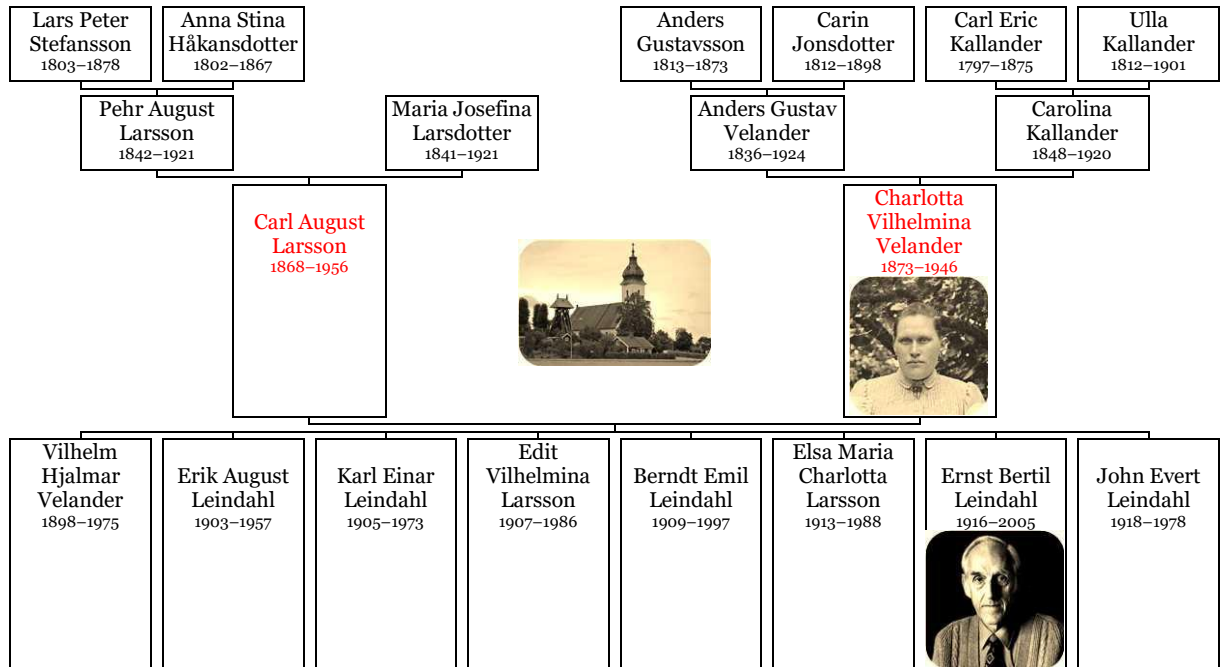 Lars Peter
Stefansson
1803–1878
Anna Stina
Håkansdotter
1802–1867
Anders
Gustavsson
1813–1873
Carin
Jonsdotter
1812–1898
Carl Eric
Kallander
1797–1875
Ulla
Kallander
1812–1901
Pehr August
Larsson
1842–1921
Maria Josefina
Larsdotter
1841–1921
Anders Gustav
Velander
1836–1924
Carolina
Kallander
1848–1920
Carl August
Larsson
1868–1956
Charlotta
Vilhelmina
Velander
1873–1946
Vilhelm
Hjalmar
Velander
1898–1975
Erik August
Leindahl
1903–1957
Karl Einar
Leindahl
1905–1973
Edit
Vilhelmina
Larsson
1907–1986
Berndt Emil
Leindahl
1909–1997
Elsa Maria
Charlotta
Larsson
1913–1988
Ernst Bertil
Leindahl
1916–2005
John Evert
Leindahl
1918–1978